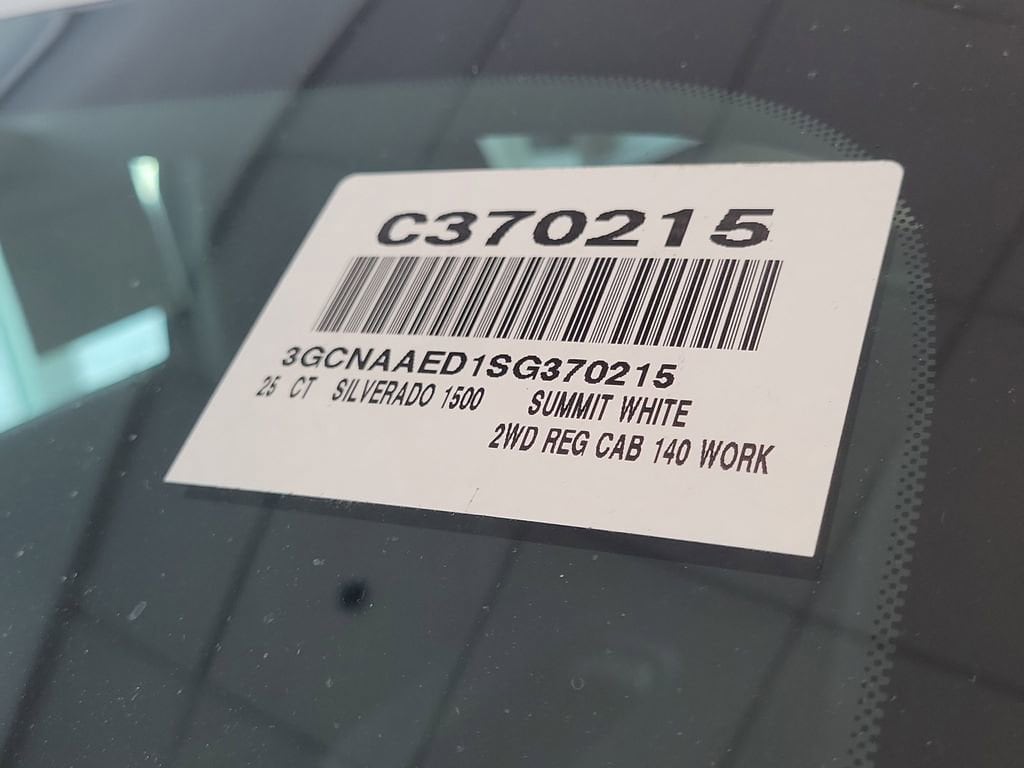 C370215
3GCNAAED1SG370215
25 CT SILVERADO 1500 SUMMIT WHITE
2WD REG CAB 140 WORK